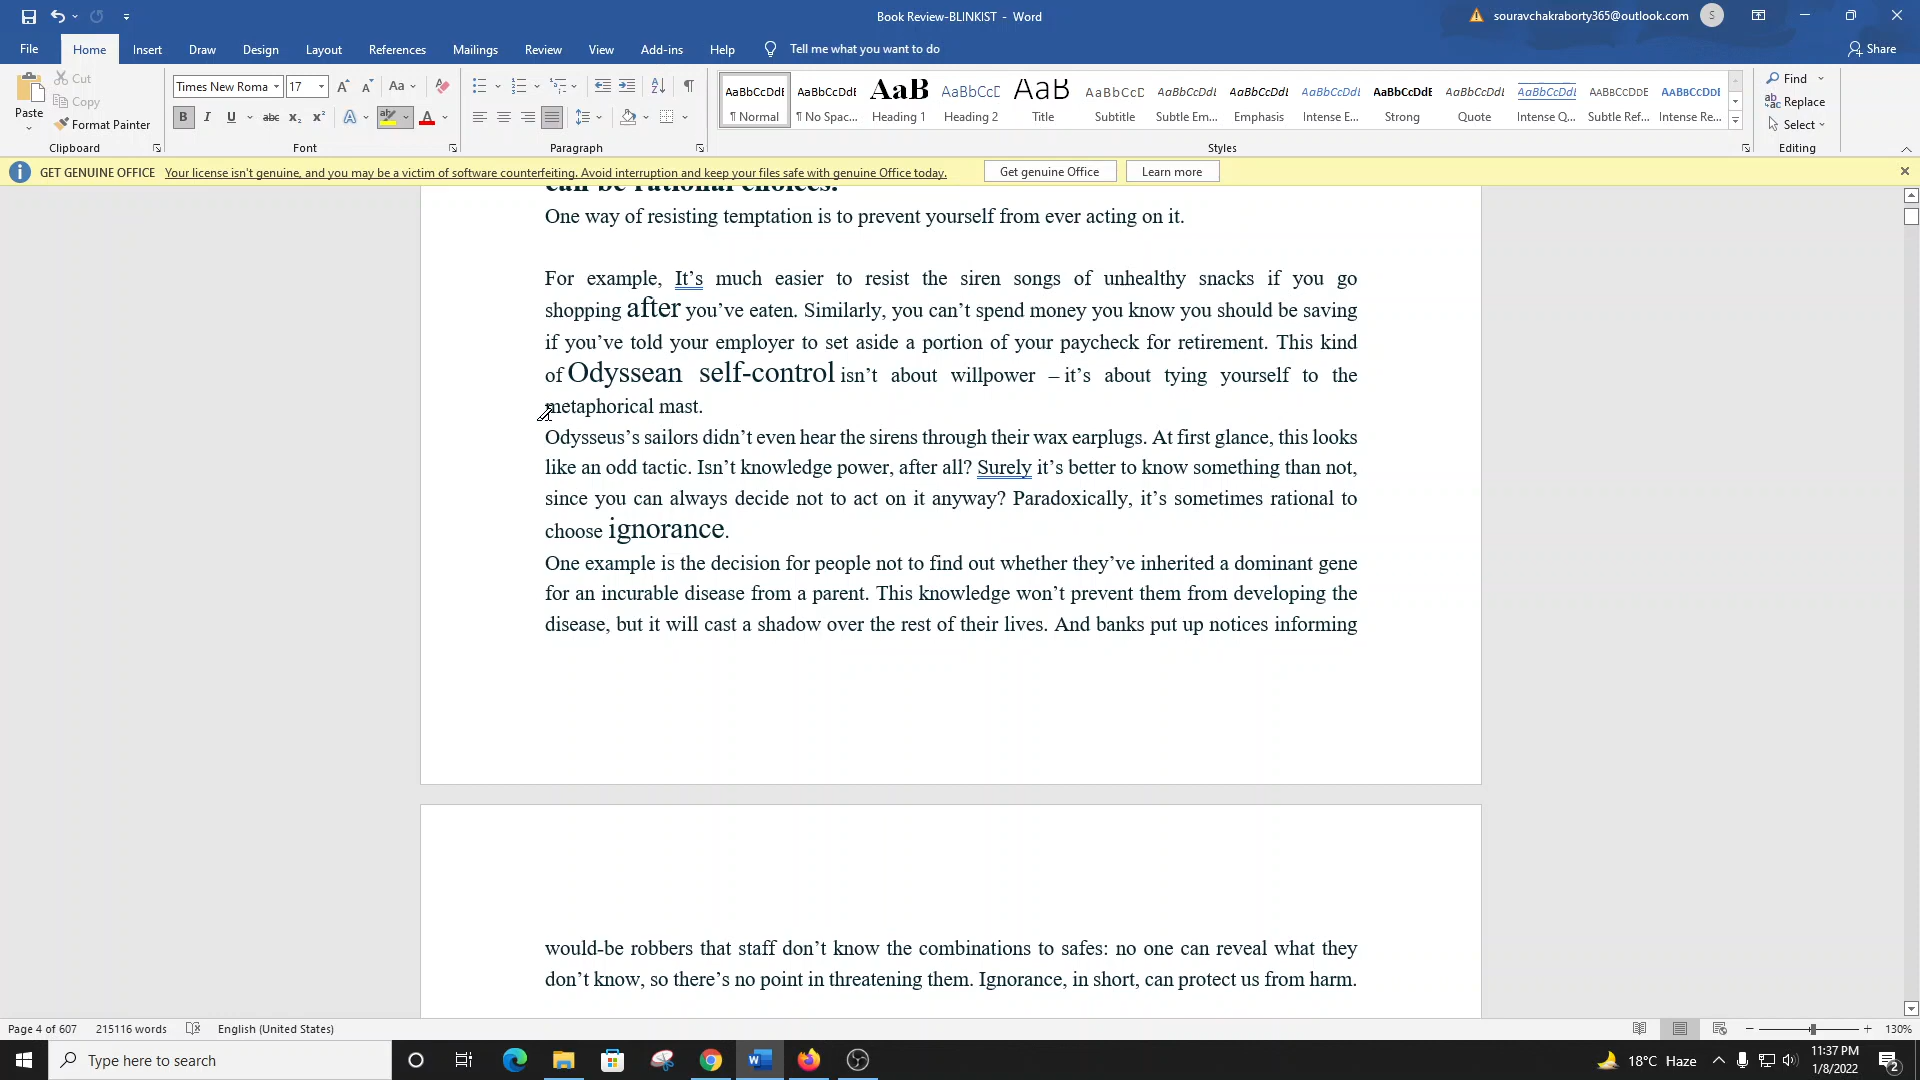 Book Review-BLINKIST - Word
souravchakraborty365@outlook.com
S
File Home Insert Draw Design Layout References Mailings Review View Add-ins Help Tell me what you want to do
Share
Paste
Cut
Copy
Format Painter
Clipboard
Times New Roma
17
Font
Paragraph
AaBbCcDdE ¶ Normal
AaBbCcDdE ¶ No Spac...
AaB Heading 1
AaBbCcD Heading 2
AaB Title
AaBbCcD Subtitle
AaBbCcDdE Subtle Em...
AaBbCcDdE Emphasis
AaBbCcDdE Intense E...
AaBbCcDdE Strong
AaBbCcDdE Quote
AaBbCcDdE Intense Q...
AABBCCDDE Subtle Ref...
AABBCCDDE Intense Re...
Styles
Find
Replace
Select
Editing
GET GENUINE OFFICE Your license isn't genuine, and you may be a victim of software counterfeiting. Avoid interruption and keep your files safe with genuine Office today.
Get genuine Office
Learn more
can be rational choices.
One way of resisting temptation is to prevent yourself from ever acting on it.
For example, It’s much easier to resist the siren songs of unhealthy snacks if you go
shopping after you’ve eaten. Similarly, you can’t spend money you know you should be saving
if you’ve told your employer to set aside a portion of your paycheck for retirement. This kind
of Odyssean self-control isn’t about willpower – it’s about tying yourself to the
metaphorical mast.
Odysseus’s sailors didn’t even hear the sirens through their wax earplugs. At first glance, this looks
like an odd tactic. Isn’t knowledge power, after all? Surely it’s better to know something than not,
since you can always decide not to act on it anyway? Paradoxically, it’s sometimes rational to
choose ignorance.
One example is the decision for people not to find out whether they’ve inherited a dominant gene
for an incurable disease from a parent. This knowledge won’t prevent them from developing the
disease, but it will cast a shadow over the rest of their lives. And banks put up notices informing
would-be robbers that staff don’t know the combinations to safes: no one can reveal what they
don’t know, so there’s no point in threatening them. Ignorance, in short, can protect us from harm.
Page 4 of 607 215116 words English (United States)
130%
Type here to search
18°C Haze
11:37 PM
1/8/2022
2